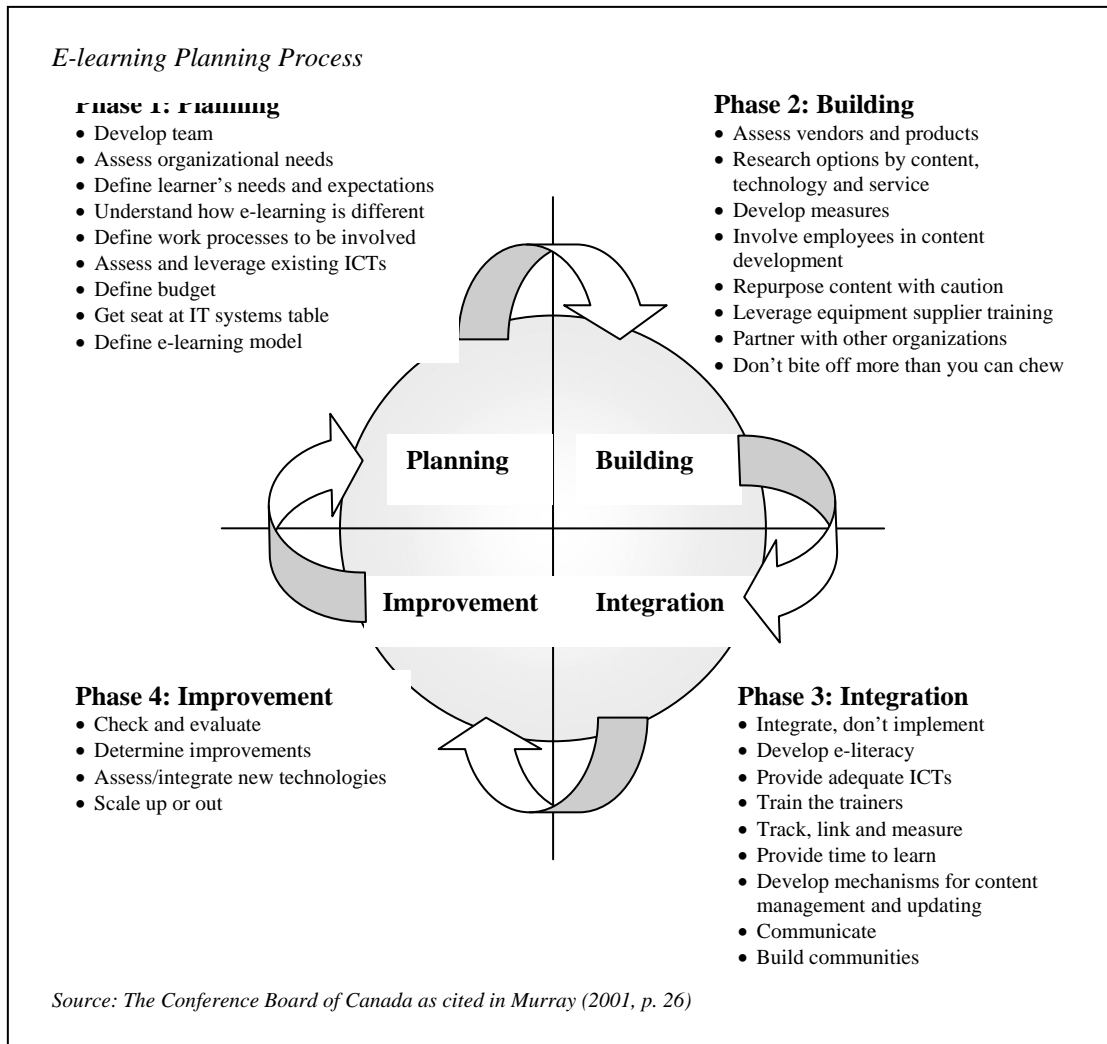 E-learning Planning Process
Phase 1: Planning
• Develop team
• Assess organizational needs
• Define learner’s needs and expectations
• Understand how e-learning is different
• Define work processes to be involved
• Assess and leverage existing ICTs
• Define budget
• Get seat at IT systems table
• Define e-learning model
Phase 2: Building
• Assess vendors and products
• Research options by content,
technology and service
• Develop measures
• Involve employees in content
development
• Repurpose content with caution
• Leverage equipment supplier training
• Partner with other organizations
• Don’t bite off more than you can chew
Planning
Building
Improvement
Integration
Phase 4: Improvement
• Check and evaluate
• Determine improvements
• Assess/integrate new technologies
• Scale up or out
Phase 3: Integration
• Integrate, don’t implement
• Develop e-literacy
• Provide adequate ICTs
• Train the trainers
• Track, link and measure
• Provide time to learn
• Develop mechanisms for content
management and updating
• Communicate
• Build communities
Source: The Conference Board of Canada as cited in Murray (2001, p. 26)